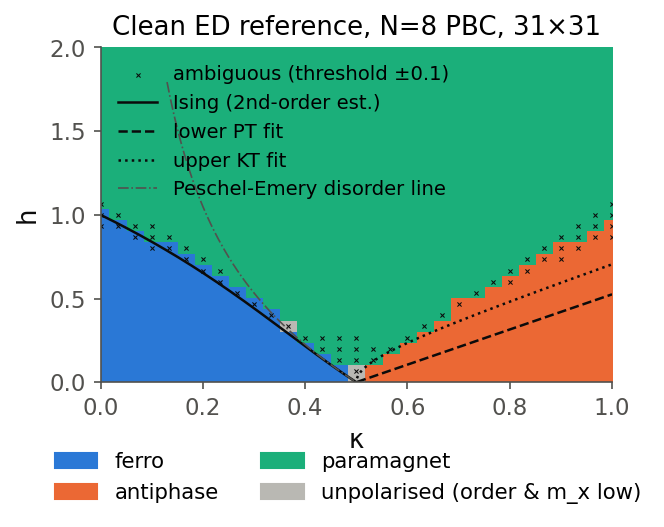 Clean ED reference, N=8 PBC, 31×31
2.0
1.5
1.0
0.5
0.0
h
ambiguous (threshold ±0.1)
Ising (2nd-order est.)
lower PT fit
upper KT fit
Peschel-Emery disorder line
0.0 0.2 0.4 0.6 0.8 1.0
κ
ferro
antiphase
paramagnet
unpolarised (order & m_x low)